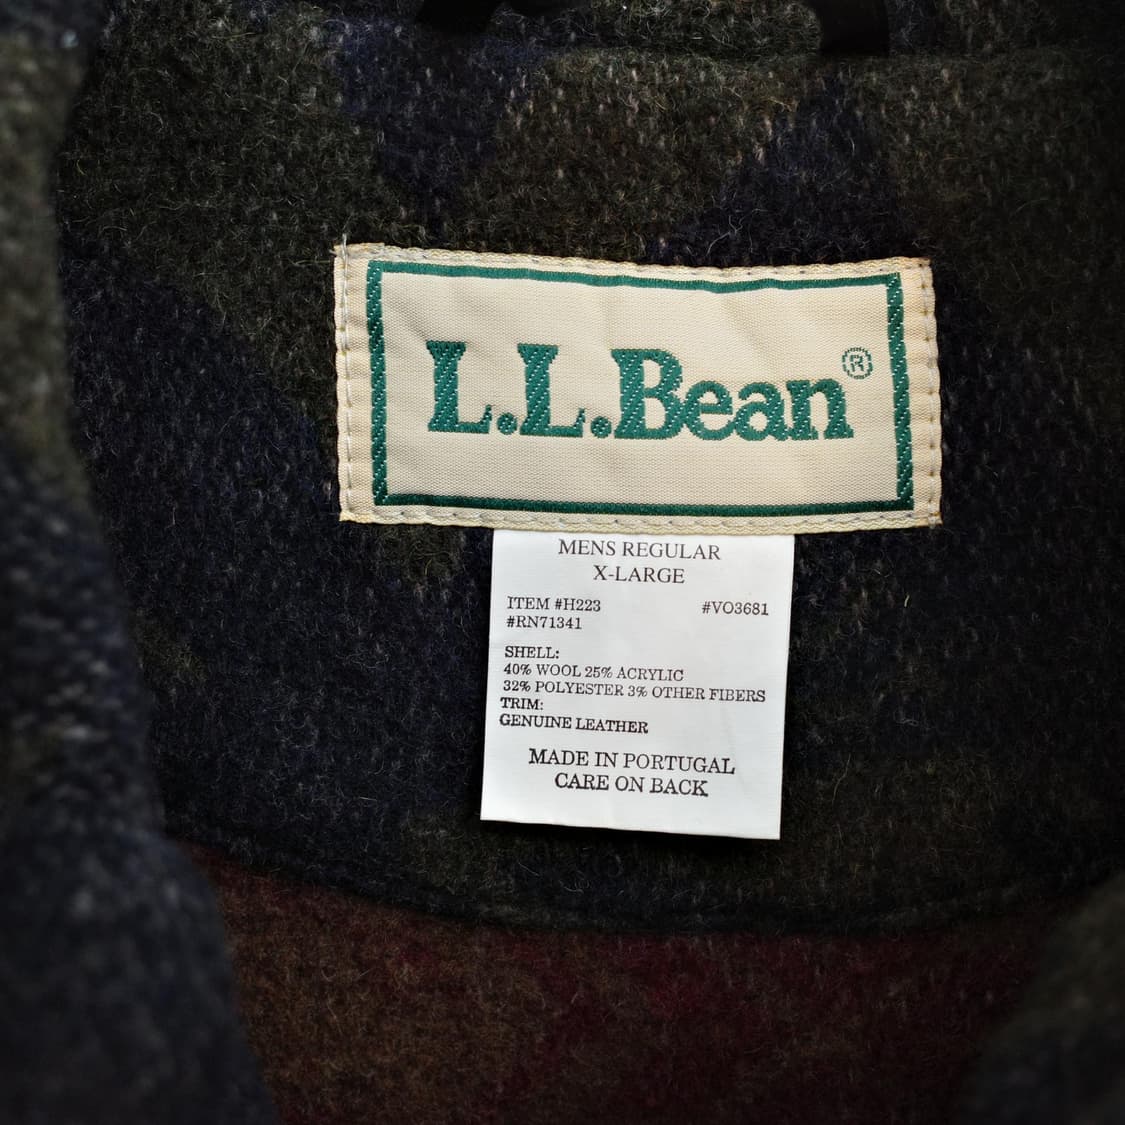 L.L.Bean®
MENS REGULAR
X-LARGE
ITEM #H223 #VO3681
#RN71341
SHELL:
40% WOOL 25% ACRYLIC
32% POLYESTER 3% OTHER FIBERS
TRIM:
GENUINE LEATHER
MADE IN PORTUGAL
CARE ON BACK